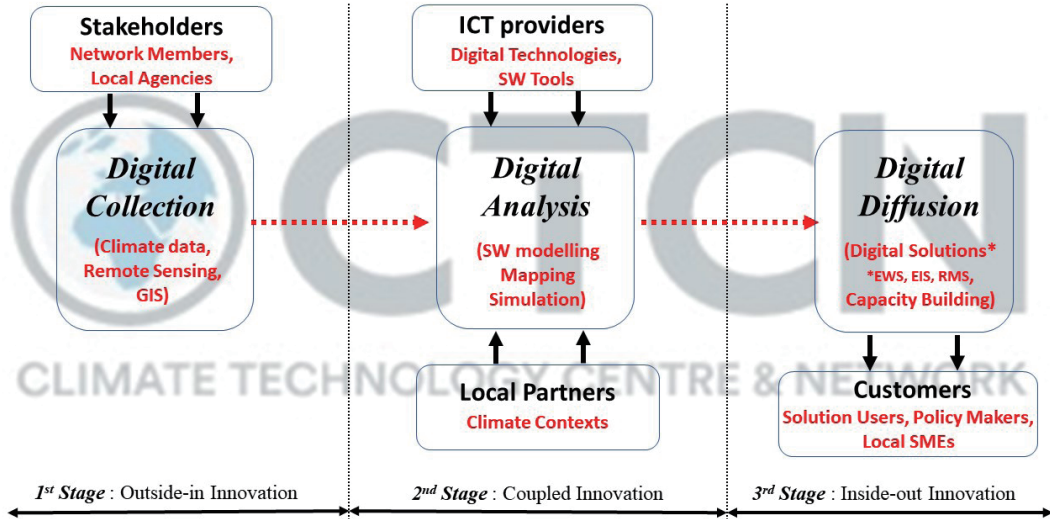 Stakeholders
Network Members,
Local Agencies
Digital
Collection
(Climate data,
Remote Sensing,
GIS)
ICT providers
Digital Technologies,
SW Tools
Digital
Analysis
(SW modelling
Mapping
Simulation)
Local Partners
Climate Contexts
Digital
Diffusion
(Digital Solutions*
*EWS, EIS, RMS,
Capacity Building)
Customers
Solution Users, Policy Makers,
Local SMEs
CTCN
CLIMATE TECHNOLOGY CENTRE & NETWORK
1st Stage : Outside-in Innovation
2nd Stage : Coupled Innovation
3rd Stage : Inside-out Innovation